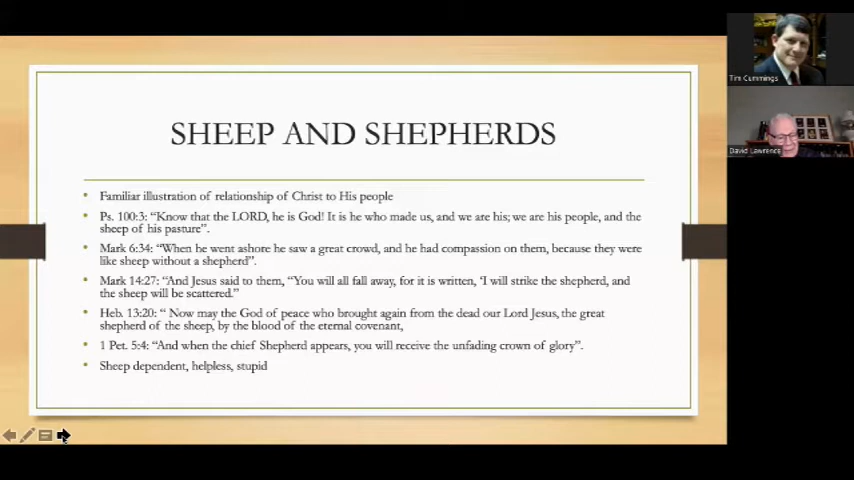 SHEEP AND SHEPHERDS
• Familiar illustration of relationship of Christ to His people
• Ps. 100:3: “Know that the LORD, he is God! It is he who made us, and we are his; we are his people, and the
sheep of his pasture”.
• Mark 6:34: “When he went ashore he saw a great crowd, and he had compassion on them, because they were
like sheep without a shepherd”.
• Mark 14:27: “And Jesus said to them, “You will all fall away, for it is written, ‘I will strike the shepherd, and
the sheep will be scattered.”
• Heb. 13:20: “ Now may the God of peace who brought again from the dead our Lord Jesus, the great
shepherd of the sheep, by the blood of the eternal covenant,
• 1 Pet. 5:4: “And when the chief Shepherd appears, you will receive the unfading crown of glory”.
• Sheep dependent, helpless, stupid
Tim Cummings
David Lawrence